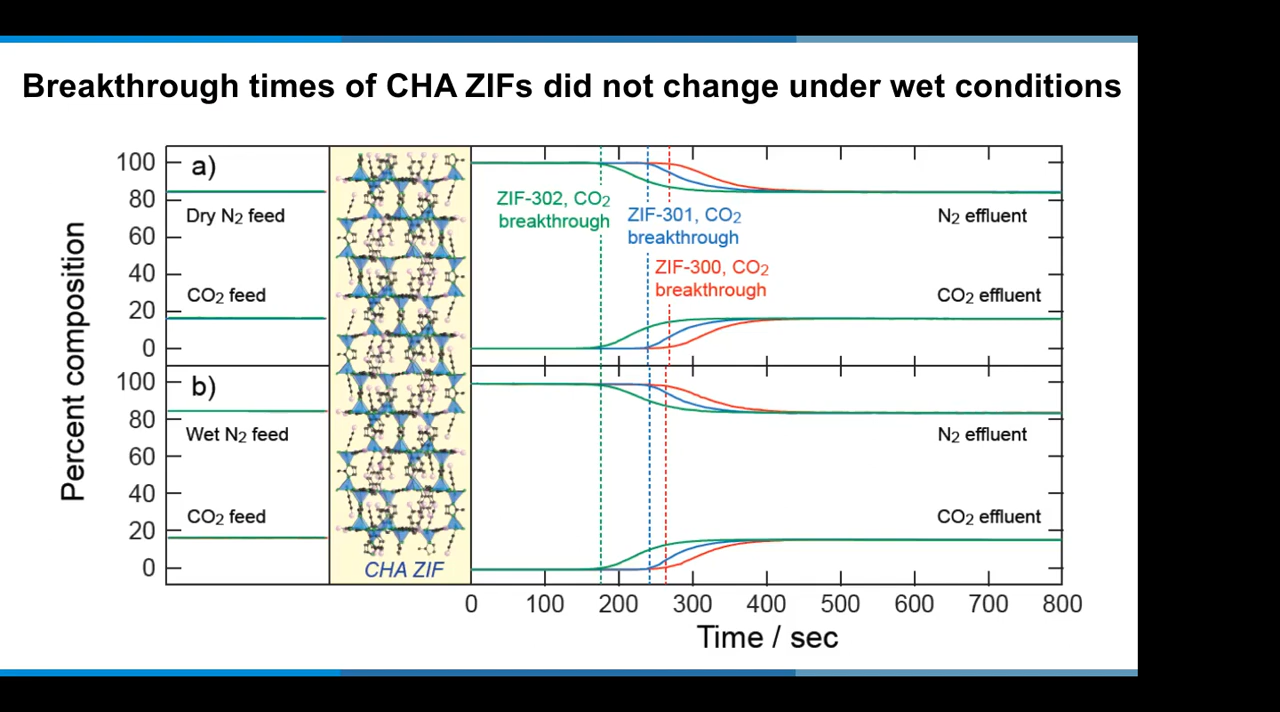 Breakthrough times of CHA ZIFs did not change under wet conditions
Percent composition
100
80
60
40
20
0
a)
Dry N2 feed
CO2 feed
ZIF-302, CO2
breakthrough
ZIF-301, CO2
breakthrough
ZIF-300, CO2
breakthrough
N2 effluent
CO2 effluent
100
80
60
40
20
0
b)
Wet N2 feed
CO2 feed
N2 effluent
CO2 effluent
CHA ZIF
0 100 200 300 400 500 600 700 800
Time / sec